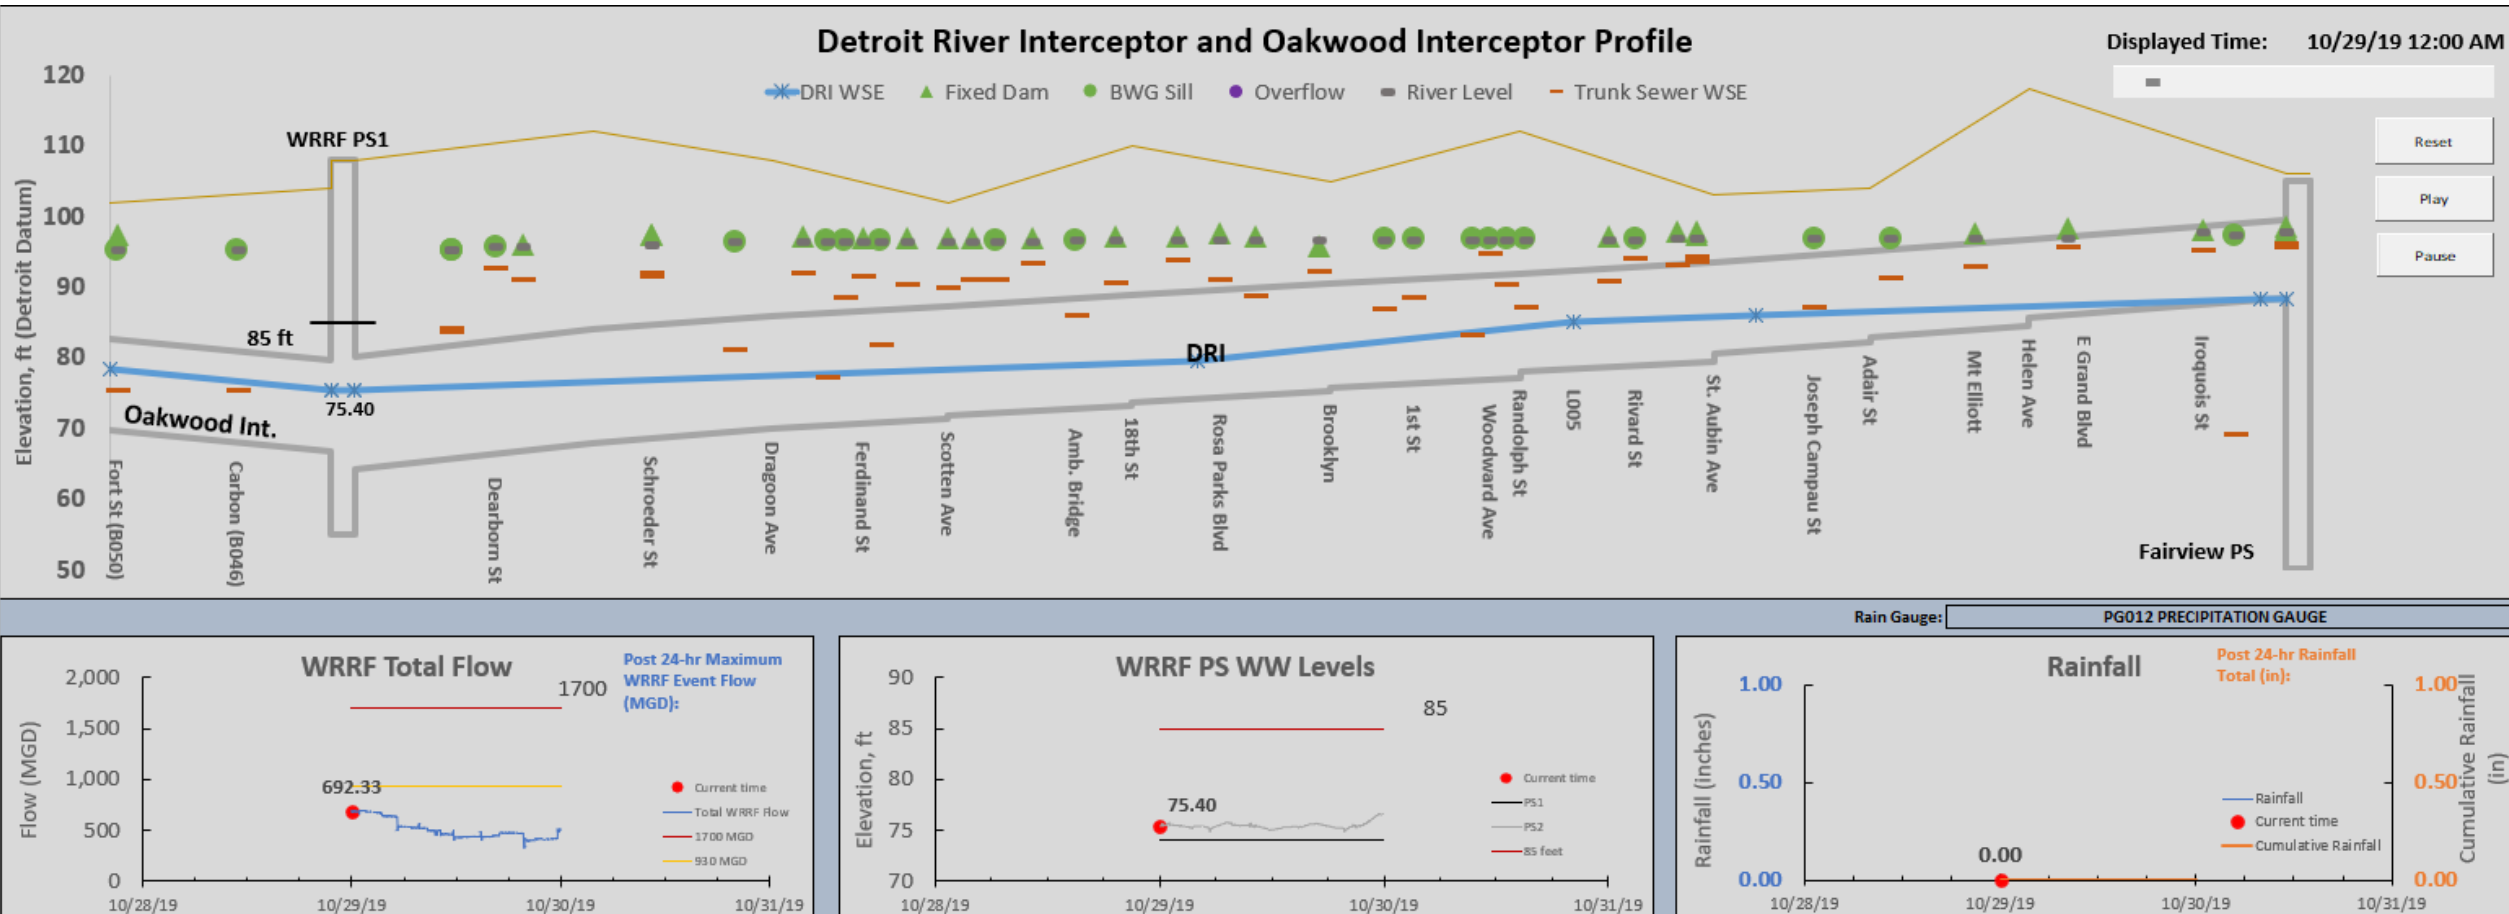 Detroit River Interceptor and Oakwood Interceptor Profile
Displayed Time: 10/29/19 12:00 AM
DRI WSE Fixed Dam BWG Sill Overflow River Level Trunk Sewer WSE
Reset
Play
Pause
Elevation, ft (Detroit Datum)
120
110
100
90
80
70
60
50
WRRF PS1
85 ft
75.40
Oakwood Int.
DRI
Fairview PS
Fort St (B050)
Carbon (B046)
Dearborn St
Schroeder St
Dragoon Ave
Ferdinand St
Scotten Ave
Amb. Bridge
18th St
Rosa Parks Blvd
Brooklyn
1st St
Woodward Ave
Randolph St
L005
Rivard St
St. Aubin Ave
Joseph Campau St
Adair St
Mt Elliott
Helen Ave
E Grand Blvd
Iroquois St
Rain Gauge: PG012 PRECIPITATION GAUGE
WRRF Total Flow
Post 24-hr Maximum
WRRF Event Flow
(MGD):
Flow (MGD)
2,000
1,500
1,000
500
0
1700
692.33
Current time
Total WRRF Flow
1700 MGD
930 MGD
10/28/19 10/29/19 10/30/19 10/31/19
WRRF PS WW Levels
Elevation, ft
90
85
80
75
70
85
75.40
Current time
PS1
PS2
85 feet
10/28/19 10/29/19 10/30/19 10/31/19
Rainfall
Post 24-hr Rainfall
Total (in):
Rainfall (inches)
1.00
0.50
0.00
0.00
Rainfall
Current time
Cumulative Rainfall
1.00
0.50
0.00
Cumulative Rainfall
(in)
10/28/19 10/29/19 10/30/19 10/31/19